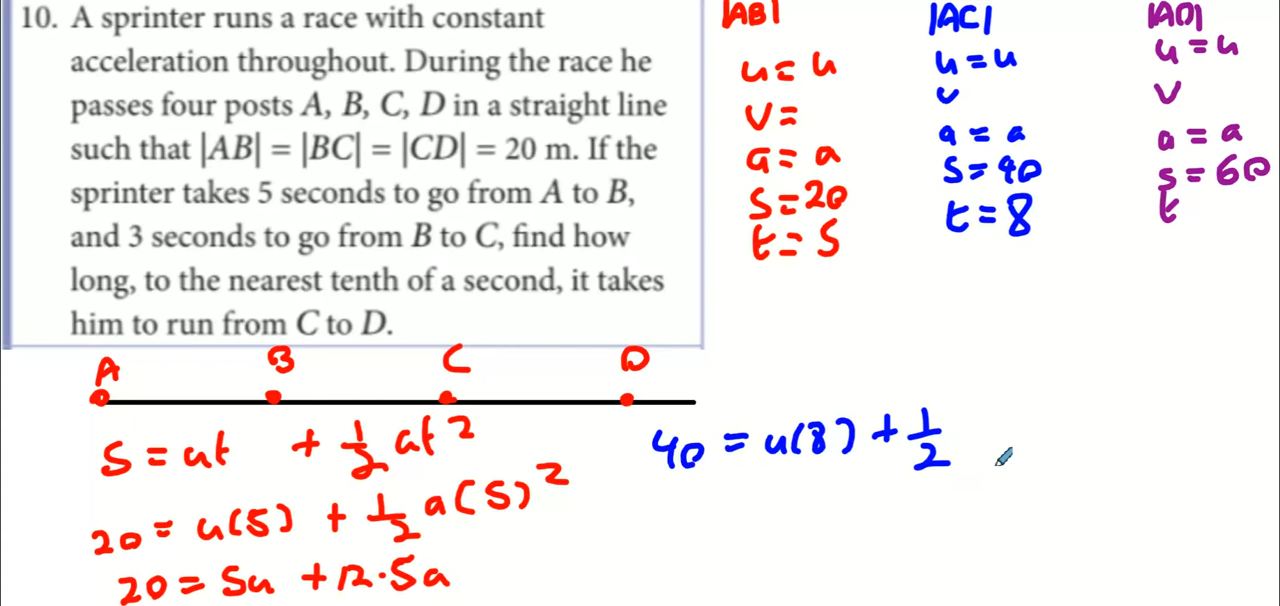 10. A sprinter runs a race with constant
acceleration throughout. During the race he
passes four posts A, B, C, D in a straight line
such that |AB| = |BC| = |CD| = 20 m. If the
sprinter takes 5 seconds to go from A to B,
and 3 seconds to go from B to C, find how
long, to the nearest tenth of a second, it takes
him to run from C to D.
|AB|
u = u
v =
a = a
s = 20
t = 5
|AC|
u = u
v
a = a
s = 40
t = 8
|AD|
u = u
v
a = a
s = 60
t
A B C D
s = ut + 1/2 at²
20 = u(5) + 1/2 a(5)²
20 = 5u + 12.5a
40 = u(8) + 1/2